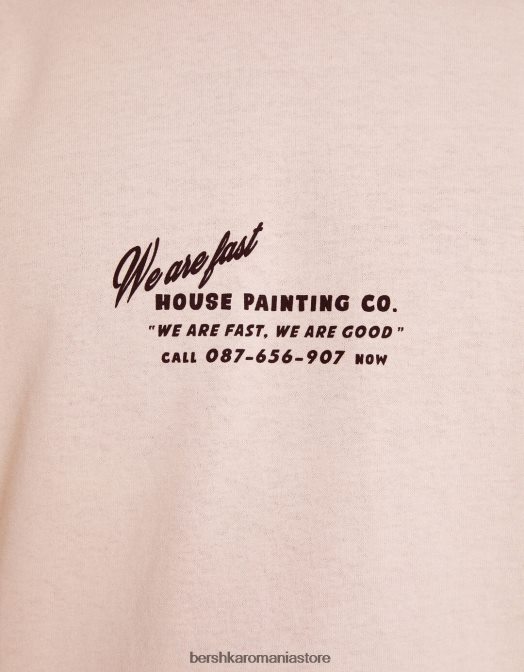 We are fast
HOUSE PAINTING CO.
"WE ARE FAST, WE ARE GOOD"
CALL 087-656-907 NOW
bershkaromaniastore